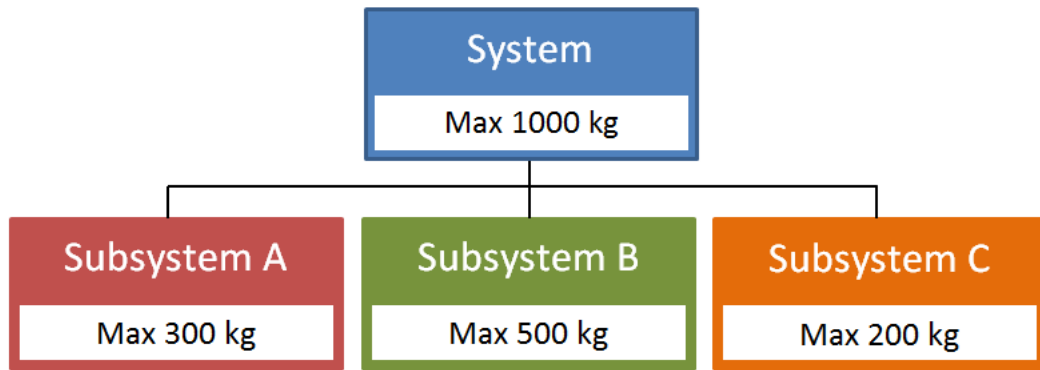 System
Max 1000 kg
Subsystem A
Max 300 kg
Subsystem B
Max 500 kg
Subsystem C
Max 200 kg